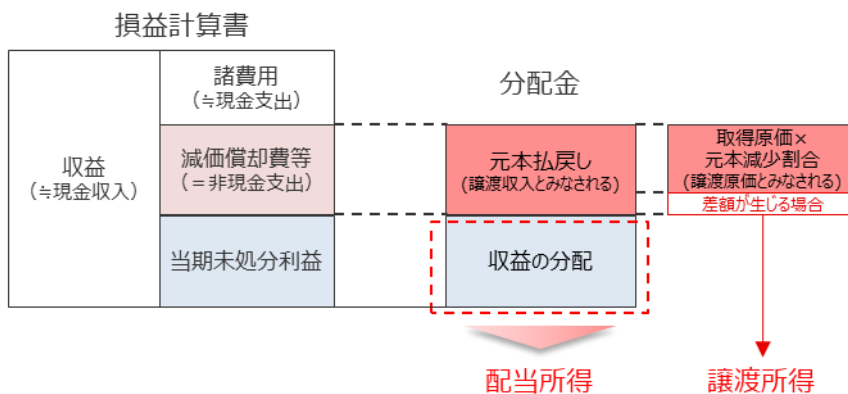 損益計算書
収益
(≒現金収入)
諸費用
(≒現金支出)
減価償却費等
(＝非現金支出)
当期未処分利益
分配金
元本払戻し
(譲渡収入とみなされる)
収益の分配
取得原価×
元本減少割合
(譲渡原価とみなされる)
差額が生じる場合
配当所得
譲渡所得